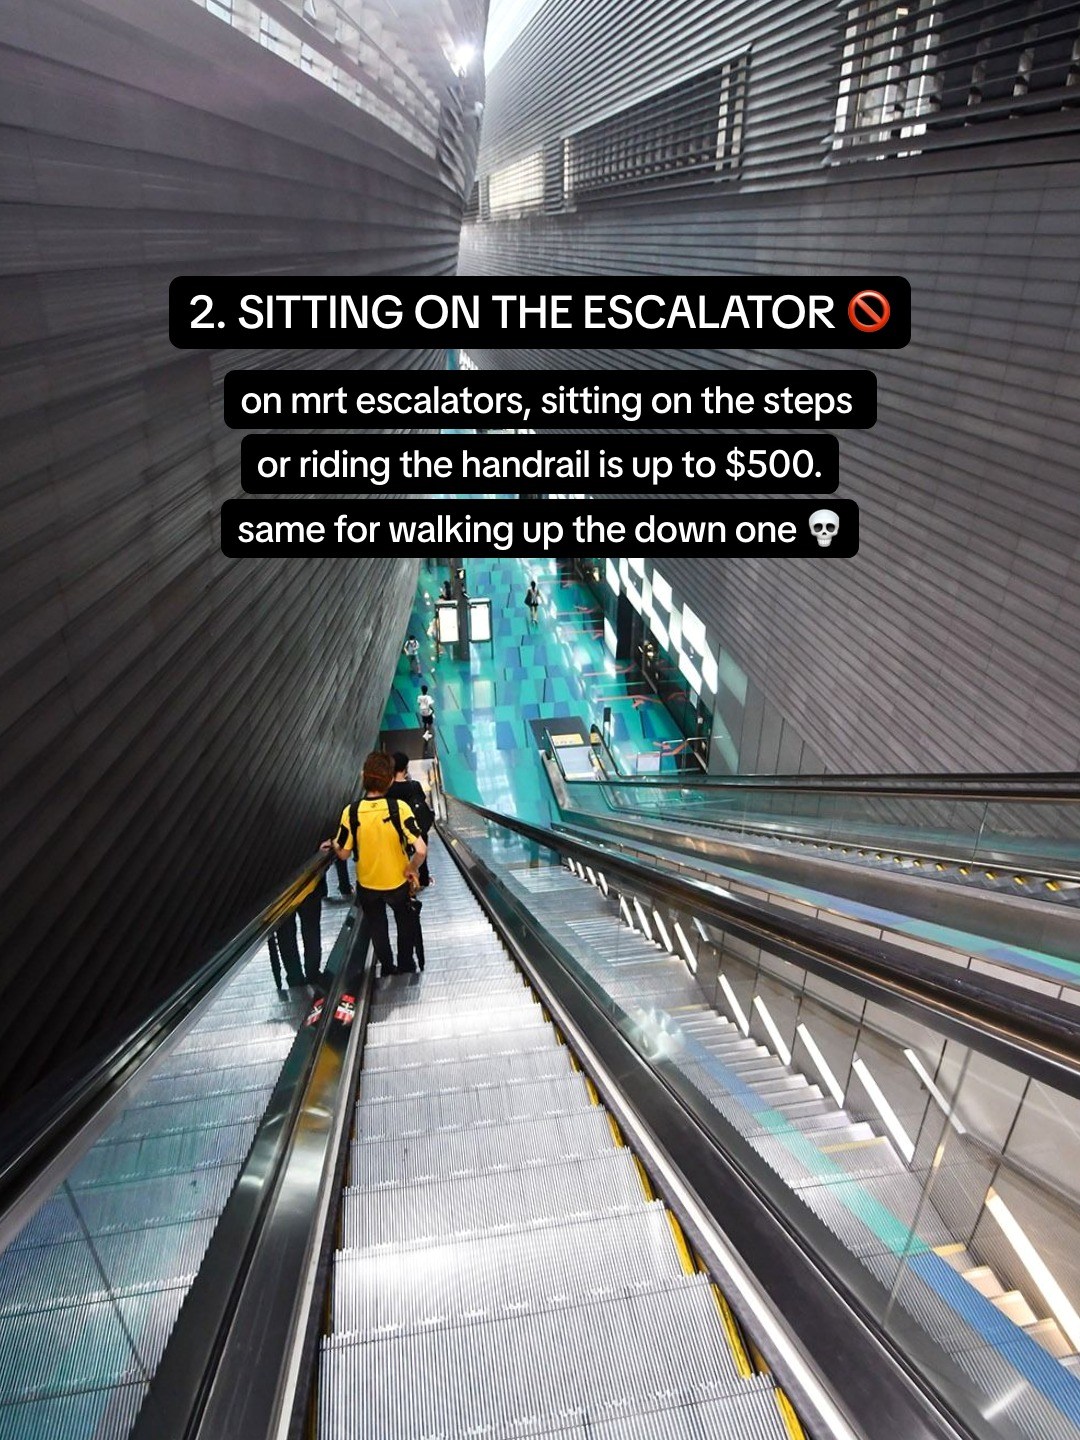 2. SITTING ON THE ESCALATOR 🚫
on mrt escalators, sitting on the steps
or riding the handrail is up to $500.
same for walking up the down one 💀